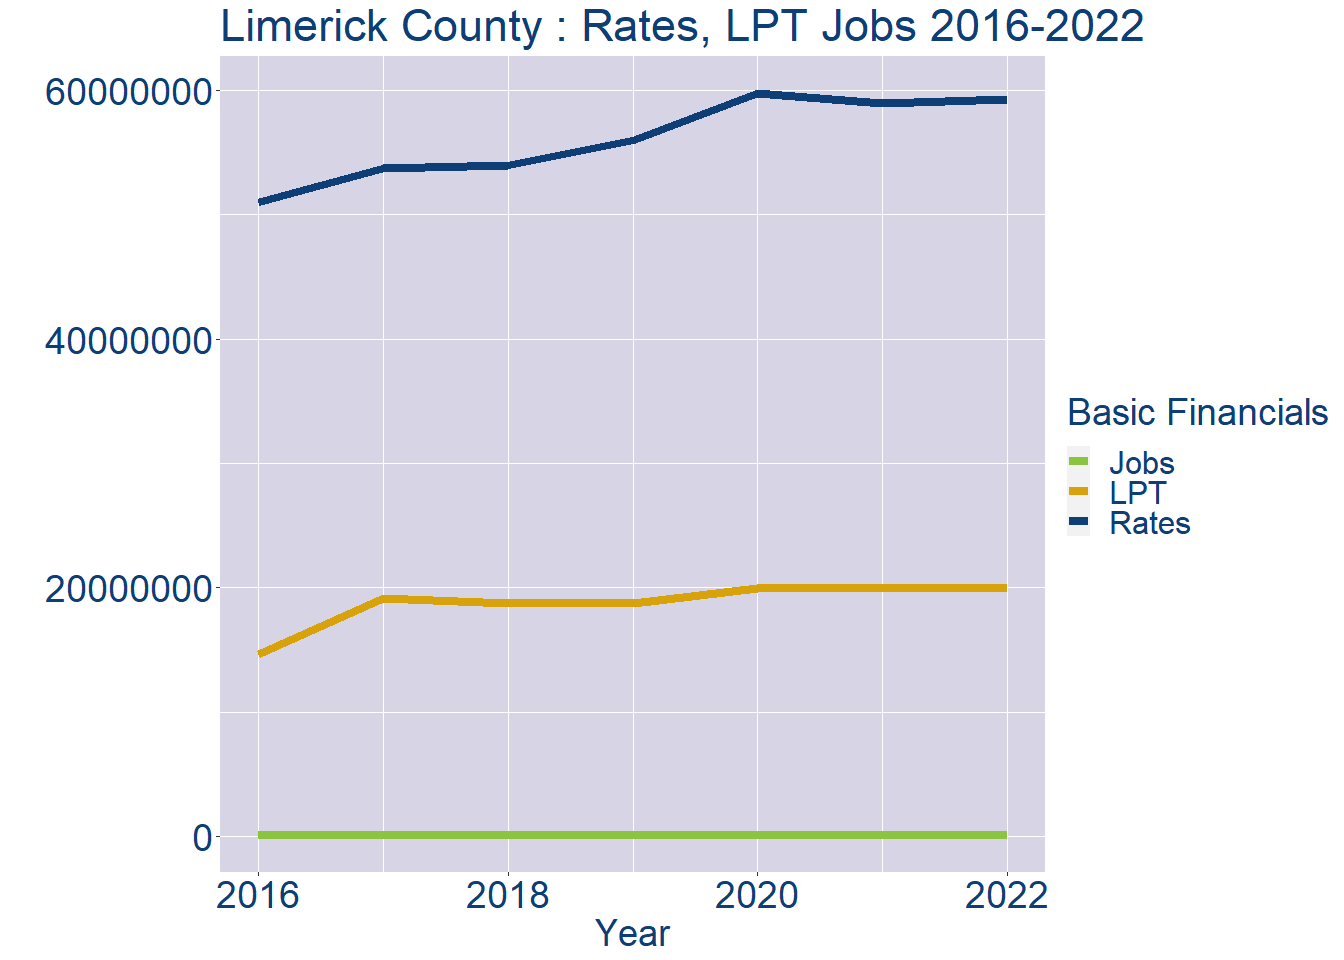 Limerick County : Rates, LPT Jobs 2016-2022
60000000
40000000
20000000
0
2016 2018 2020 2022
Year
Basic Financials
Jobs
LPT
Rates